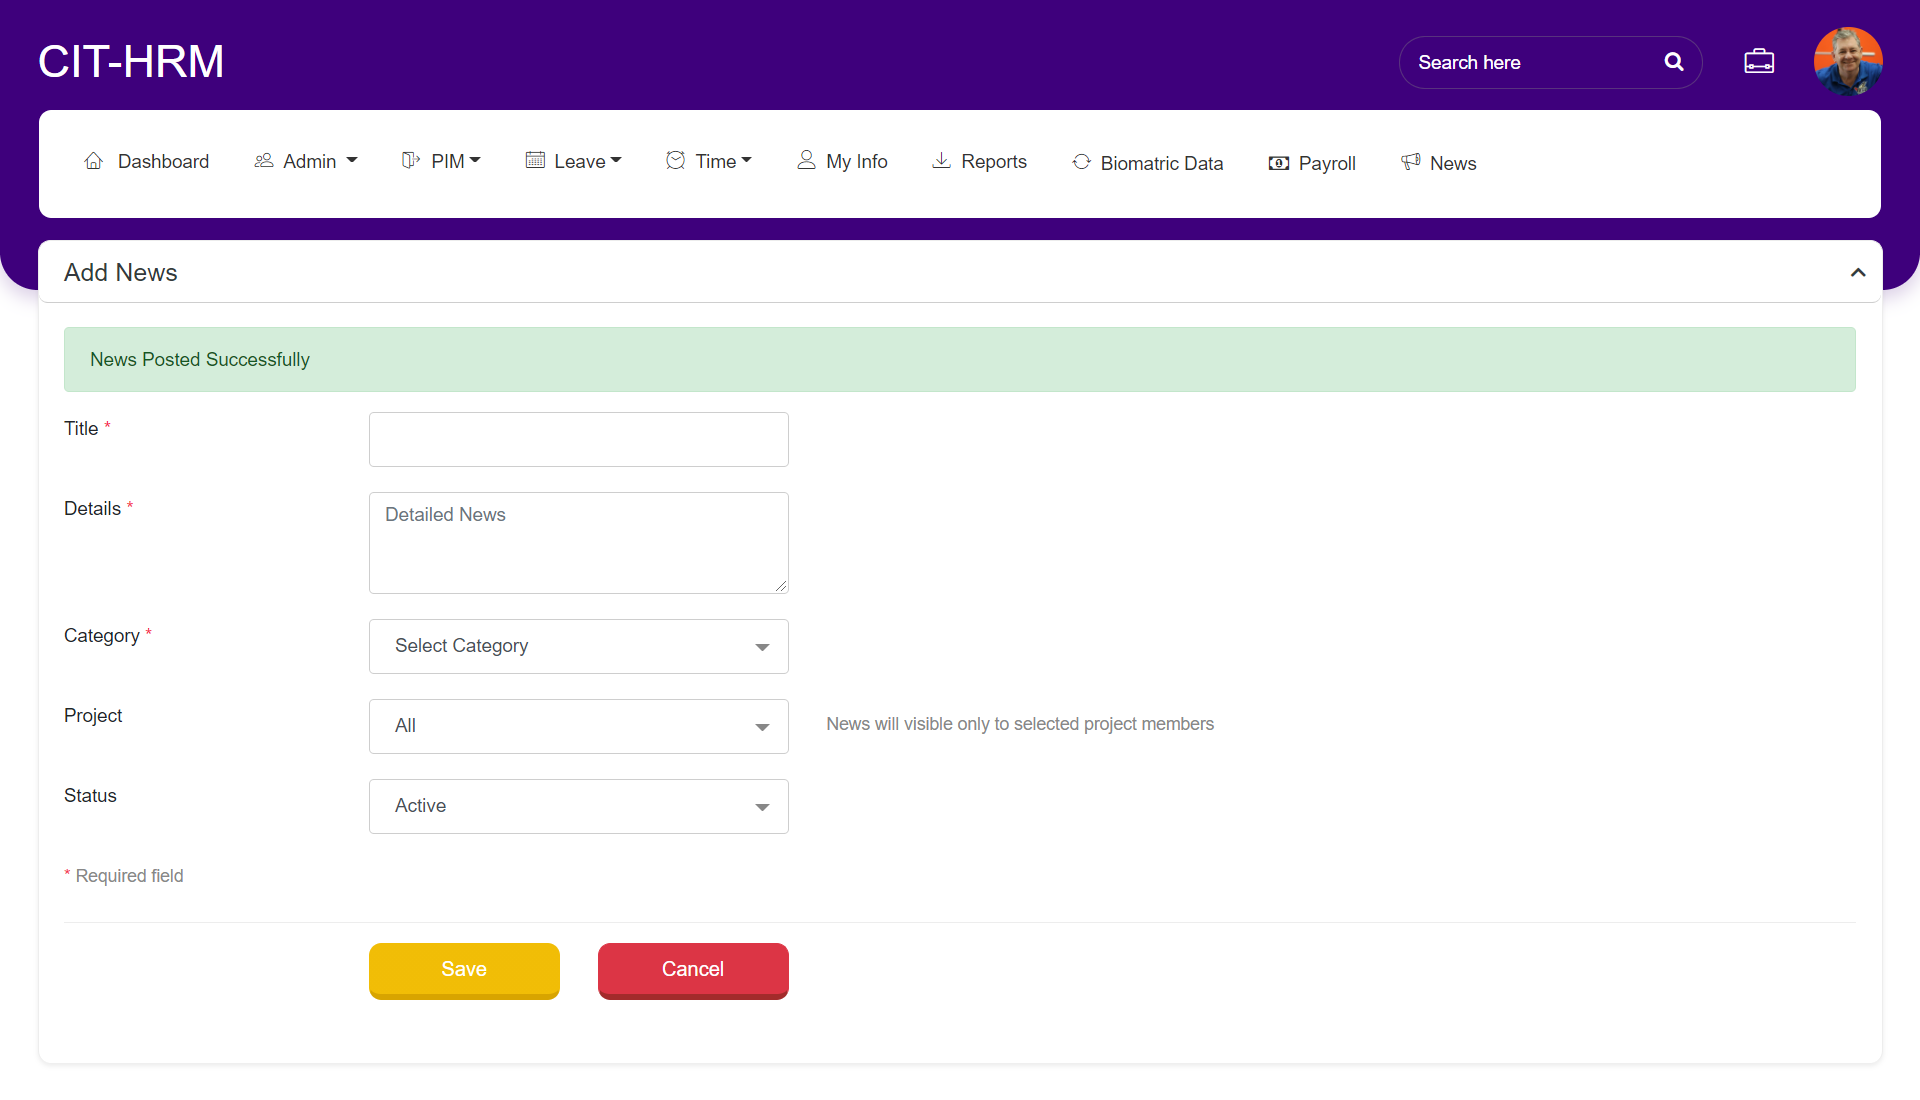 CIT-HRM
Search here
Dashboard Admin PIM Leave Time My Info Reports Biomatric Data Payroll News
Add News
News Posted Successfully
Title *
Details *
Detailed News
Category *
Select Category
Project
All
News will visible only to selected project members
Status
Active
* Required field
Save Cancel